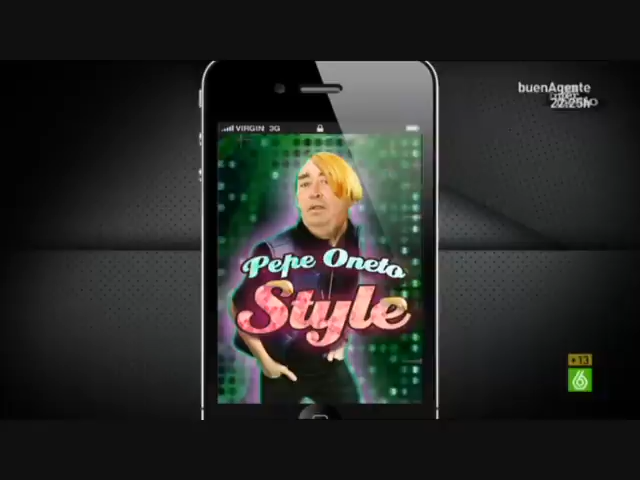 buenAgente
22:25h
VIRGIN 3G
Pepe Oneto
Style
+13
6